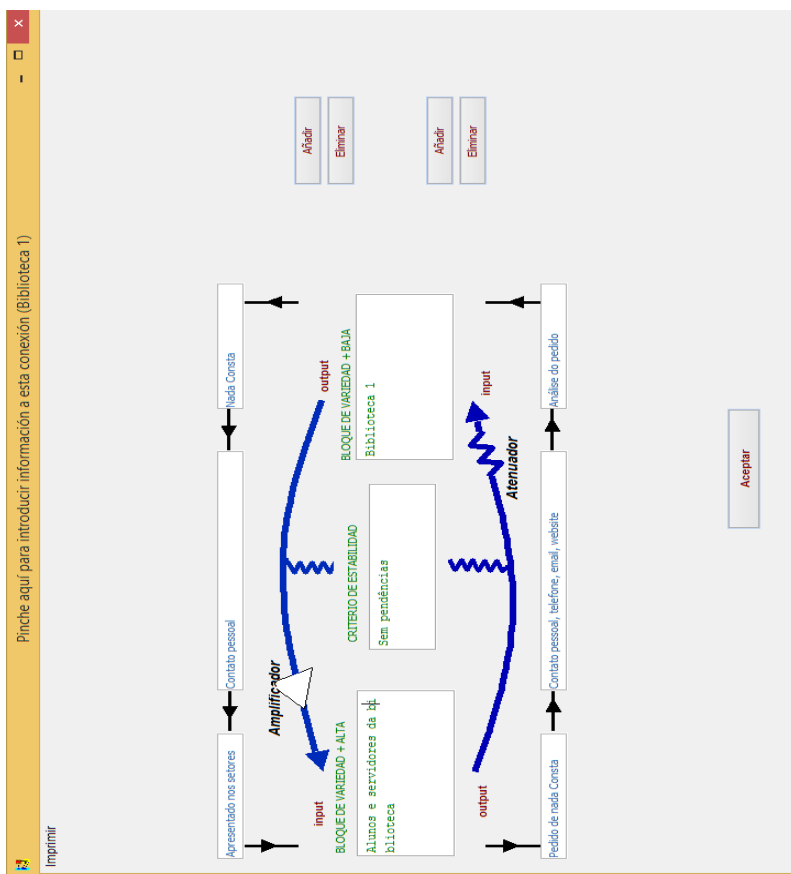 Pinche aquí para introducir información a esta conexión (Biblioteca 1)
Imprimir
Apresentado nos setores
Contato pessoal
Nada Consta
Amplificador
Añadir
Eliminar
input
output
BLOQUE DE VARIEDAD + ALTA
CRITERIO DE ESTABILIDAD
BLOQUE DE VARIEDAD + BAJA
Alunos e servidores da bi
blioteca
Sem pendências
Biblioteca 1
Añadir
Eliminar
output
input
Atenuador
Pedido de nada Consta
Contato pessoal, telefone, email, website
Análise do pedido
Aceptar